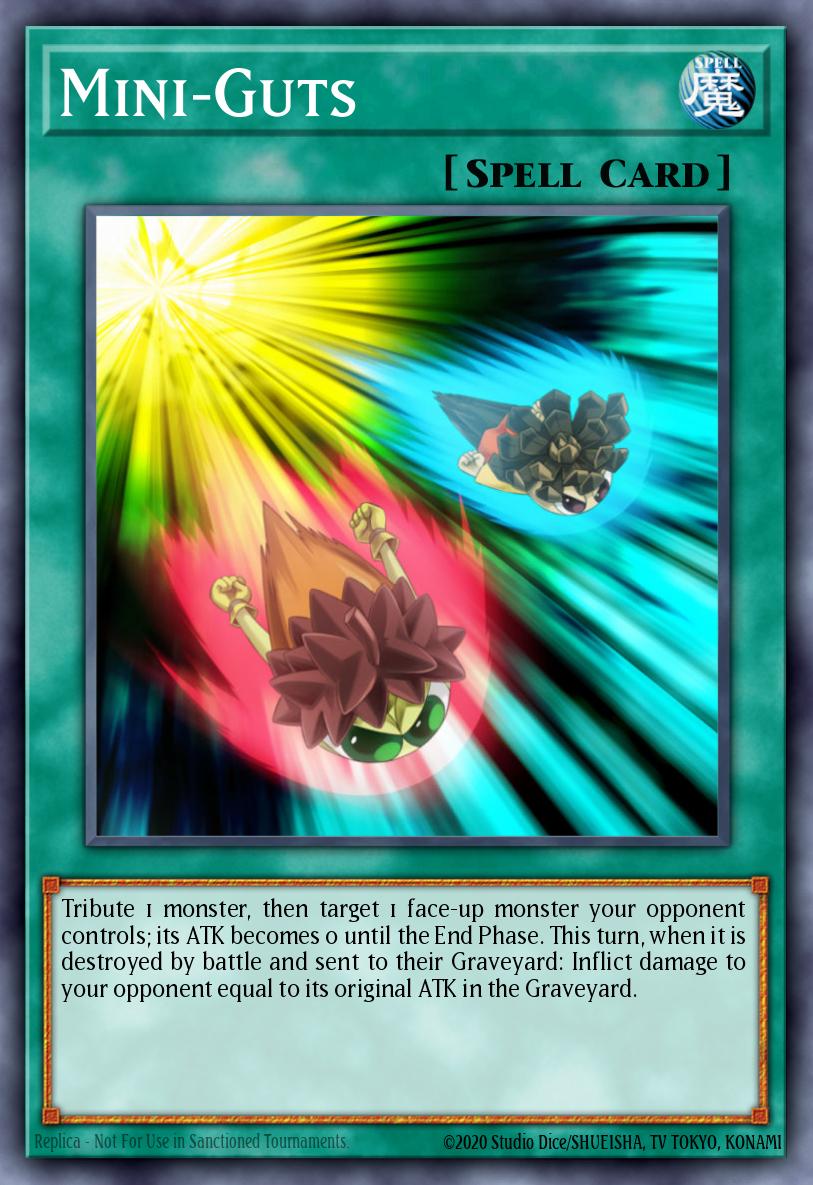 Mini-Guts
SPELL
魔
[ Spell Card ]
Tribute 1 monster, then target 1 face-up monster your opponent
controls; its ATK becomes 0 until the End Phase. This turn, when it is
destroyed by battle and sent to their Graveyard: Inflict damage to
your opponent equal to its original ATK in the Graveyard.
Replica - Not For Use in Sanctioned Tournaments.
©2020 Studio Dice/SHUEISHA, TV TOKYO, KONAMI